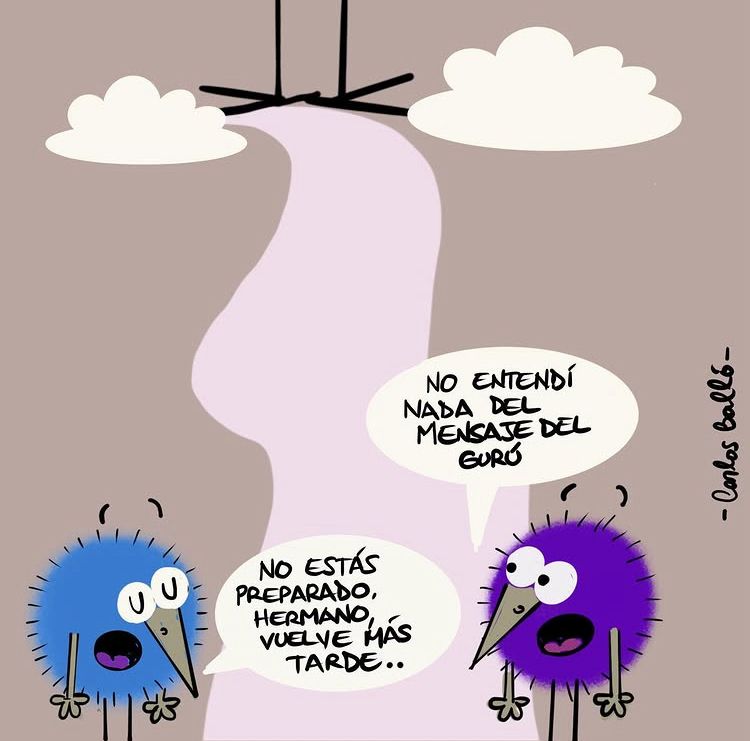 NO ENTENDÍ
NADA DEL
MENSAJE DEL
GURÚ
NO ESTÁS
PREPARADO,
HERMANO,
VUELVE MÁS
TARDE..
-Carlos Balló-